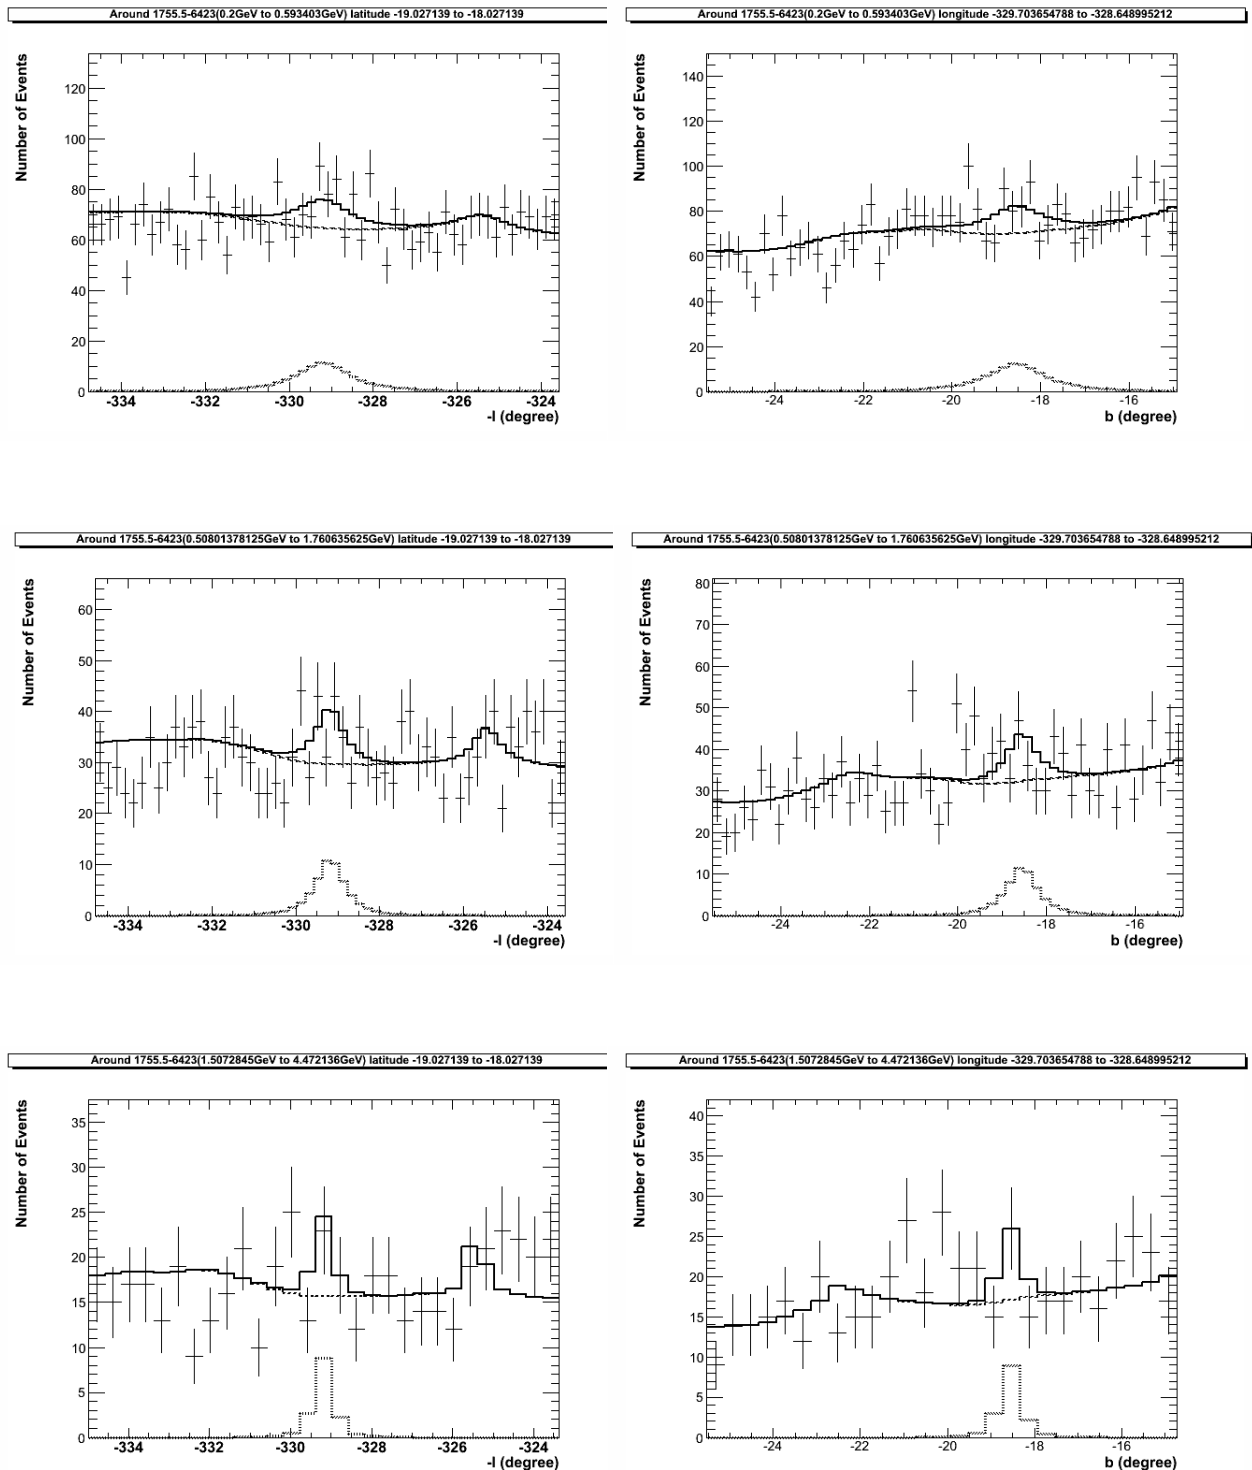 Around 1755.5-6423(0.2GeV to 0.593403GeV) latitude -19.027139 to -18.027139
Number of Events
120
100
80
60
40
20
0
-334 -332 -330 -328 -326 -324
-l (degree)
Around 1755.5-6423(0.2GeV to 0.593403GeV) longitude -329.703654788 to -328.648995212
Number of Events
140
120
100
80
60
40
20
0
-24 -22 -20 -18 -16
b (degree)
Around 1755.5-6423(0.50801378125GeV to 1.760635625GeV) latitude -19.027139 to -18.027139
Number of Events
60
50
40
30
20
10
0
-334 -332 -330 -328 -326 -324
-l (degree)
Around 1755.5-6423(0.50801378125GeV to 1.760635625GeV) longitude -329.703654788 to -328.648995212
Number of Events
80
70
60
50
40
30
20
10
0
-24 -22 -20 -18 -16
b (degree)
Around 1755.5-6423(1.5072845GeV to 4.472136GeV) latitude -19.027139 to -18.027139
Number of Events
35
30
25
20
15
10
5
0
-334 -332 -330 -328 -326 -324
-l (degree)
Around 1755.5-6423(1.5072845GeV to 4.472136GeV) longitude -329.703654788 to -328.648995212
Number of Events
40
35
30
25
20
15
10
5
0
-24 -22 -20 -18 -16
b (degree)